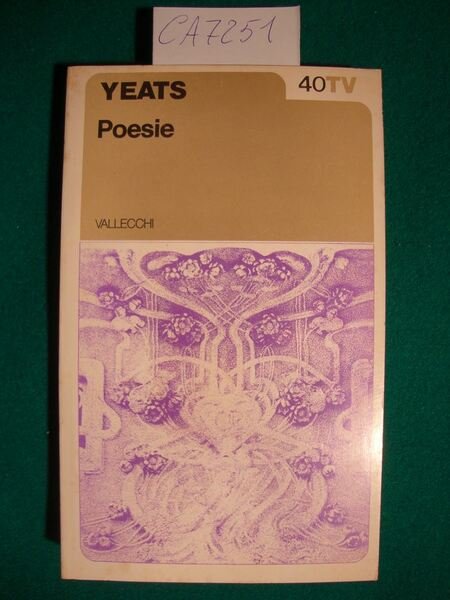 CA7251
YEATS
40TV
Poesie
VALLECCHI